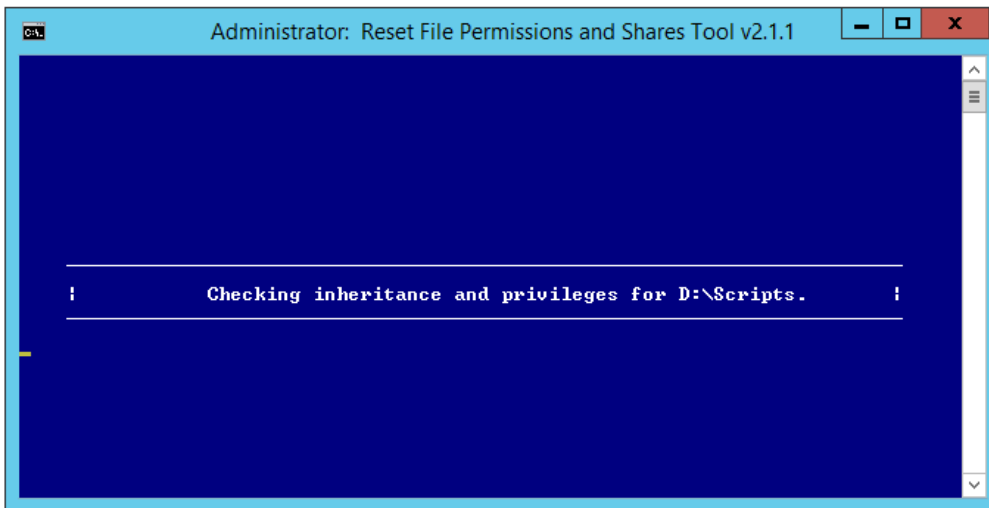 Administrator: Reset File Permissions and Shares Tool v2.1.1
Checking inheritance and privileges for D:\Scripts.